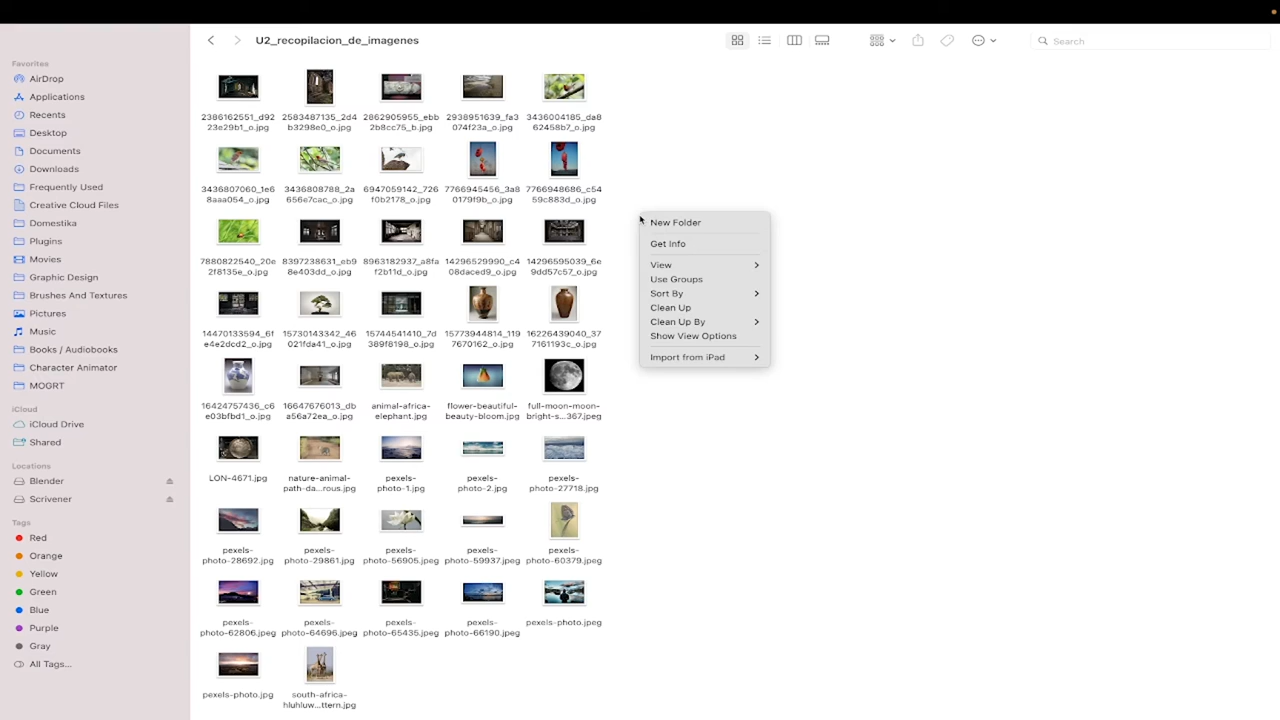 U2_recopilacion_de_imagenes
Search
Favorites
AirDrop
Applications
Recents
Desktop
Documents
Downloads
Frequently Used
Creative Cloud Files
Domestika
Plugins
Movies
Graphic Design
Brushes And Textures
Pictures
Music
Books / Audiobooks
Character Animator
MOGRT
iCloud
iCloud Drive
Shared
Locations
Blender
Scrivener
Tags
Red
Orange
Yellow
Green
Blue
Purple
Gray
All Tags...
2386162551_d92
23e29b1_o.jpg
2583487135_2d4
b3298e0_o.jpg
2862905955_ebb
2b8cc75_b.jpg
2938951639_fa3
074f23a_o.jpg
3436004185_da8
62458b7_o.jpg
3436807060_1e6
8aaa054_o.jpg
3436808788_2a
656e7cac_o.jpg
6947059142_726
f0b2178_o.jpg
7766945456_3a8
0179f9b_o.jpg
7766948686_c54
59c883d_o.jpg
7880822540_20e
2f8135e_o.jpg
8397238631_eb9
8e403dd_o.jpg
8963182397_a8fa
f2b11d_o.jpg
14296529990_c4
08daced9_o.jpg
14296535009_6e
9dd57c57_o.jpg
14470133594_6f
e4e2dcd2_o.jpg
15730143342_46
021fda41_o.jpg
15744541410_7d
389f8198_o.jpg
15773944814_119
7670162_o.jpg
16226439040_37
7161193c_o.jpg
16424757436_c6
e03bfbd1_o.jpg
16647676013_db
a56a72ea_o.jpg
animal-africa-
elephant.jpg
flower-beautiful-
beauty-bloom.jpg
full-moon-moon-
bright-s...367.jpeg
LON-4671.jpg
nature-animal-
path-da...rous.jpg
pexels-
photo-1.jpg
pexels-
photo-2.jpg
pexels-
photo-27718.jpg
pexels-
photo-28692.jpg
pexels-
photo-29861.jpg
pexels-
photo-56905.jpeg
pexels-
photo-59937.jpeg
pexels-
photo-60379.jpeg
pexels-
photo-62806.jpeg
pexels-
photo-64696.jpeg
pexels-
photo-65435.jpeg
pexels-
photo-66190.jpeg
pexels-photo.jpeg
pexels-photo.jpg
south-africa-
hluhluw...ttern.jpg
New Folder
Get Info
View
Use Groups
Sort By
Clean Up
Clean Up By
Show View Options
Import from iPad